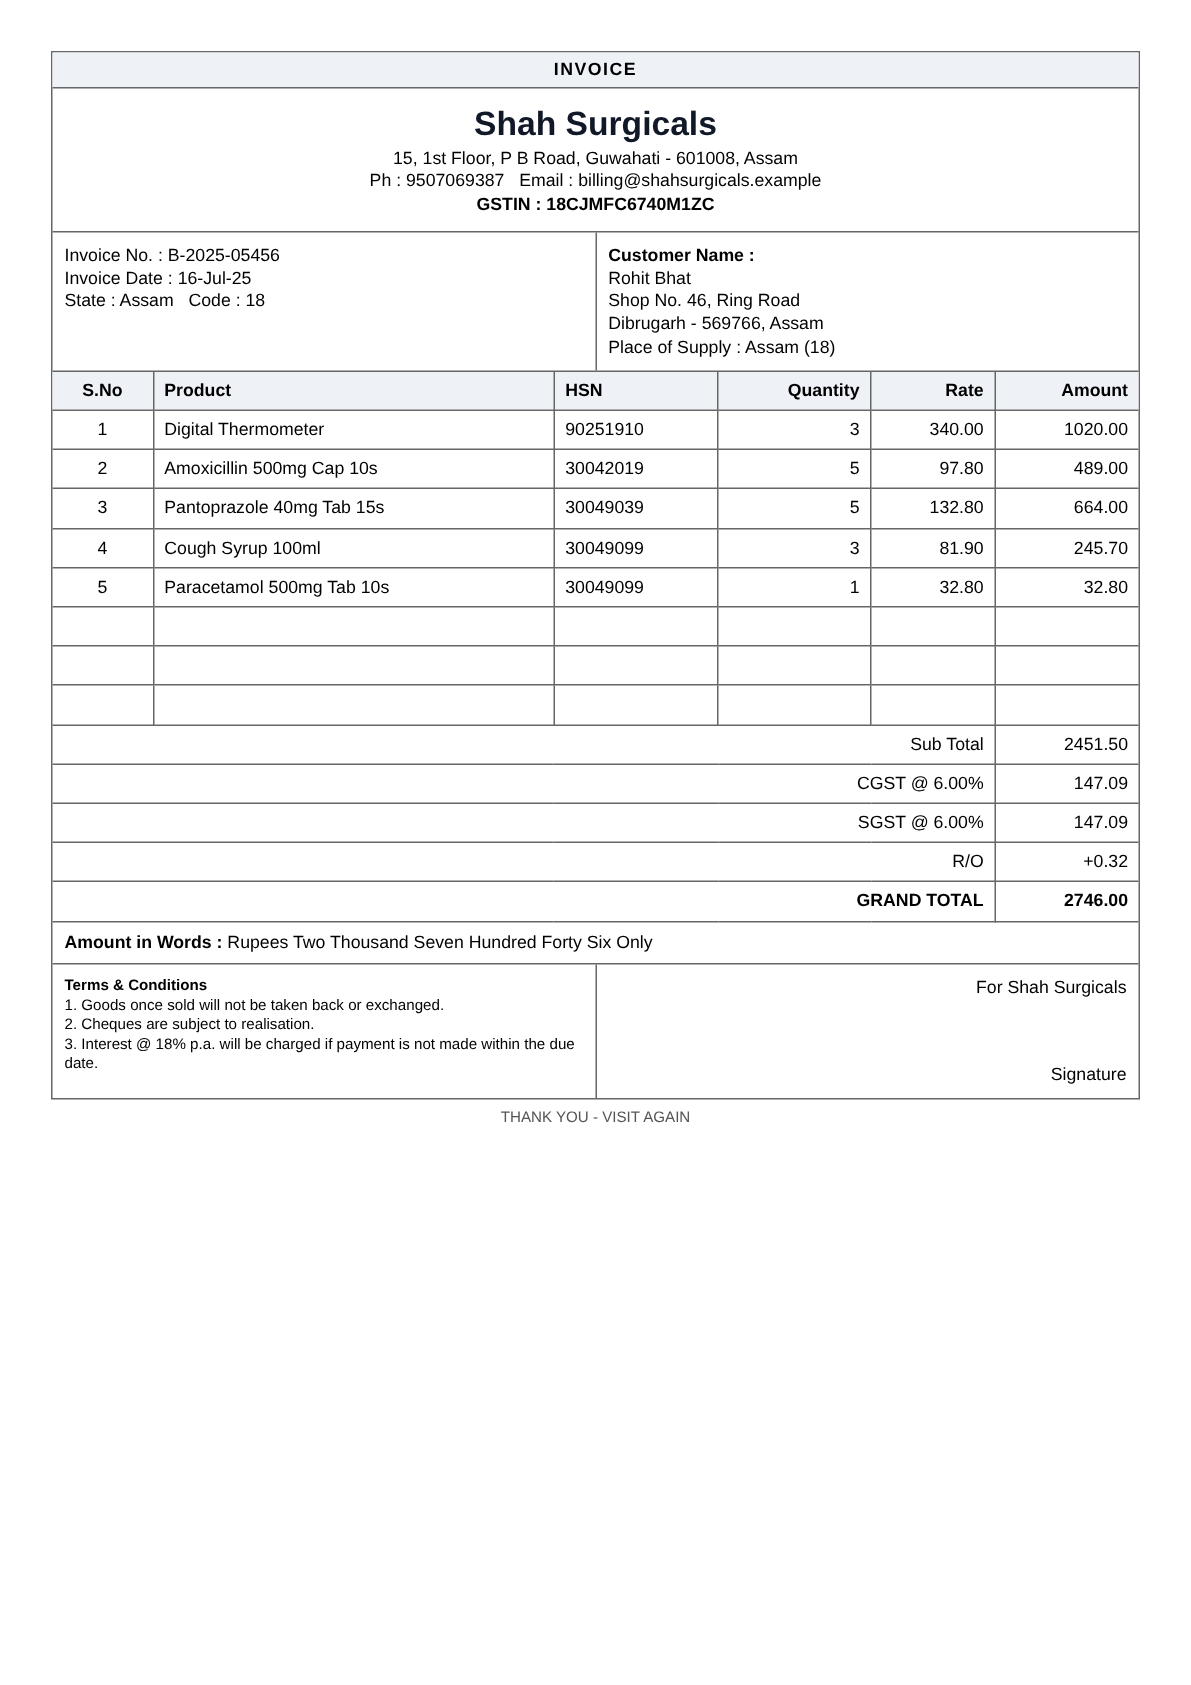 INVOICE
Shah Surgicals
15, 1st Floor, P B Road, Guwahati - 601008, Assam
Ph : 9507069387 Email : billing@shahsurgicals.example
GSTIN : 18CJMFC6740M1ZC
Invoice No. : B-2025-05456
Invoice Date : 16-Jul-25
State : Assam Code : 18
Customer Name :
Rohit Bhat
Shop No. 46, Ring Road
Dibrugarh - 569766, Assam
Place of Supply : Assam (18)
S.No Product HSN Quantity Rate Amount
1 Digital Thermometer 90251910 3 340.00 1020.00
2 Amoxicillin 500mg Cap 10s 30042019 5 97.80 489.00
3 Pantoprazole 40mg Tab 15s 30049039 5 132.80 664.00
4 Cough Syrup 100ml 30049099 3 81.90 245.70
5 Paracetamol 500mg Tab 10s 30049099 1 32.80 32.80
Sub Total 2451.50
CGST @ 6.00% 147.09
SGST @ 6.00% 147.09
R/O +0.32
GRAND TOTAL 2746.00
Amount in Words : Rupees Two Thousand Seven Hundred Forty Six Only
Terms & Conditions
1. Goods once sold will not be taken back or exchanged.
2. Cheques are subject to realisation.
3. Interest @ 18% p.a. will be charged if payment is not made within the due
date.
For Shah Surgicals
Signature
THANK YOU - VISIT AGAIN